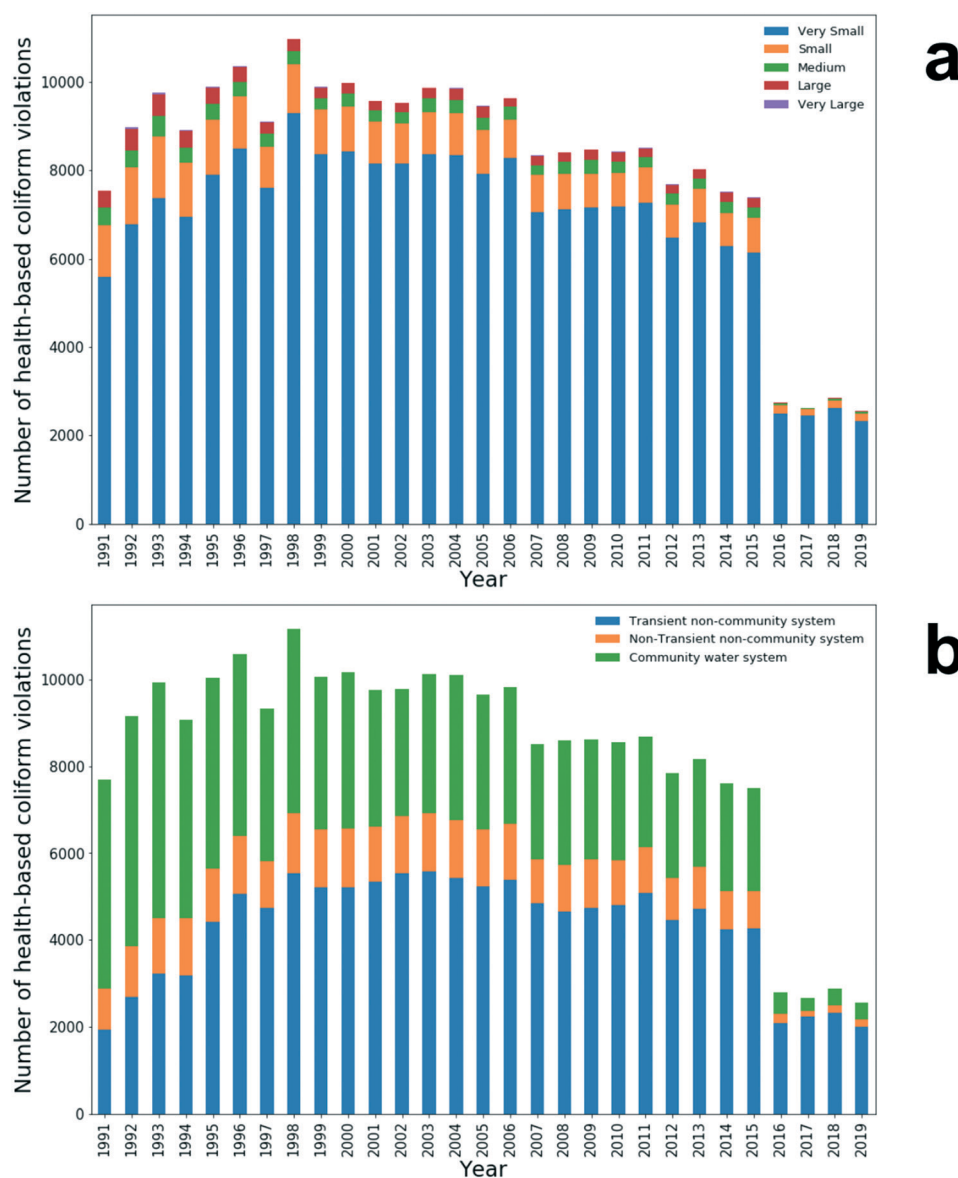 Number of health-based coliform violations
10000
8000
6000
4000
2000
0
Very Small
Small
Medium
Large
Very Large
a
1991 1992 1993 1994 1995 1996 1997 1998 1999 2000 2001 2002 2003 2004 2005 2006 2007 2008 2009 2010 2011 2012 2013 2014 2015 2016 2017 2018 2019
Year
Number of health-based coliform violations
10000
8000
6000
4000
2000
0
Transient non-community system
Non-Transient non-community system
Community water system
b
1991 1992 1993 1994 1995 1996 1997 1998 1999 2000 2001 2002 2003 2004 2005 2006 2007 2008 2009 2010 2011 2012 2013 2014 2015 2016 2017 2018 2019
Year